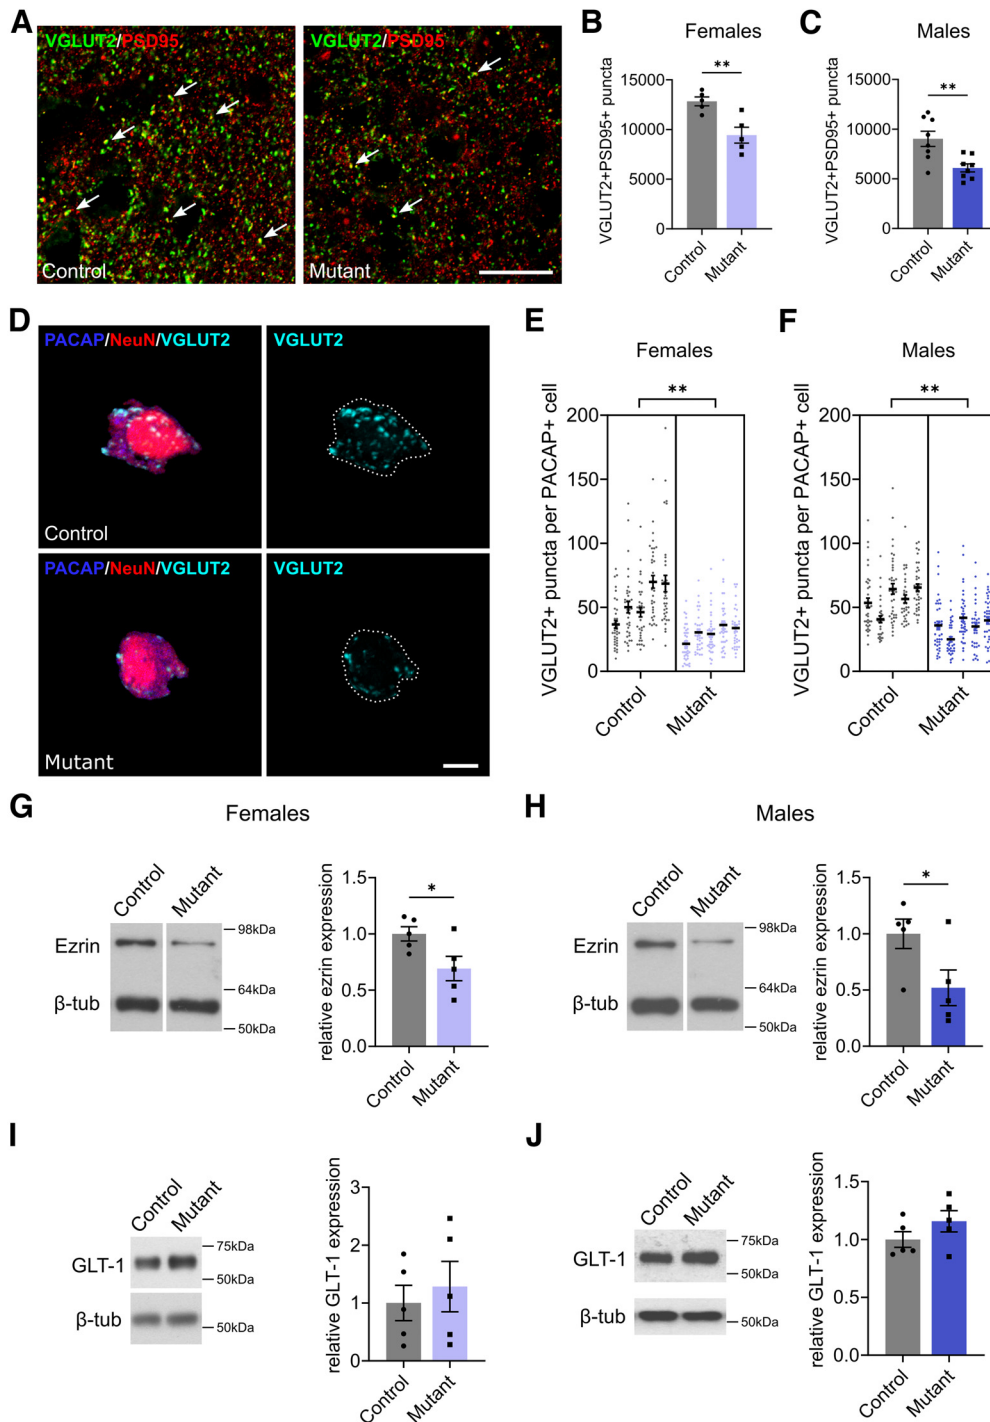 A
VGLUT2/PSD95
Control
VGLUT2/PSD95
Mutant
B
Females
VGLUT2+PSD95+ puncta
15000
10000
5000
0
**
Control
Mutant
C
Males
VGLUT2+PSD95+ puncta
15000
10000
5000
0
**
Control
Mutant
D
PACAP/NeuN/VGLUT2
VGLUT2
Control
PACAP/NeuN/VGLUT2
VGLUT2
Mutant
E
Females
**
VGLUT2+ puncta per PACAP+ cell
200
150
100
50
0
Control
Mutant
F
Males
**
VGLUT2+ puncta per PACAP+ cell
200
150
100
50
0
Control
Mutant
G
Females
Control
Mutant
Ezrin
β-tub
98kDa
64kDa
50kDa
relative ezrin expression
1.5
1.0
0.5
0.0
*
Control
Mutant
H
Males
Control
Mutant
Ezrin
β-tub
98kDa
64kDa
50kDa
relative ezrin expression
1.5
1.0
0.5
0.0
*
Control
Mutant
I
Control
Mutant
GLT-1
β-tub
75kDa
50kDa
50kDa
relative GLT-1 expression
3
2
1
0
Control
Mutant
J
Control
Mutant
GLT-1
β-tub
75kDa
50kDa
50kDa
relative GLT-1 expression
1.5
1.0
0.5
0.0
Control
Mutant